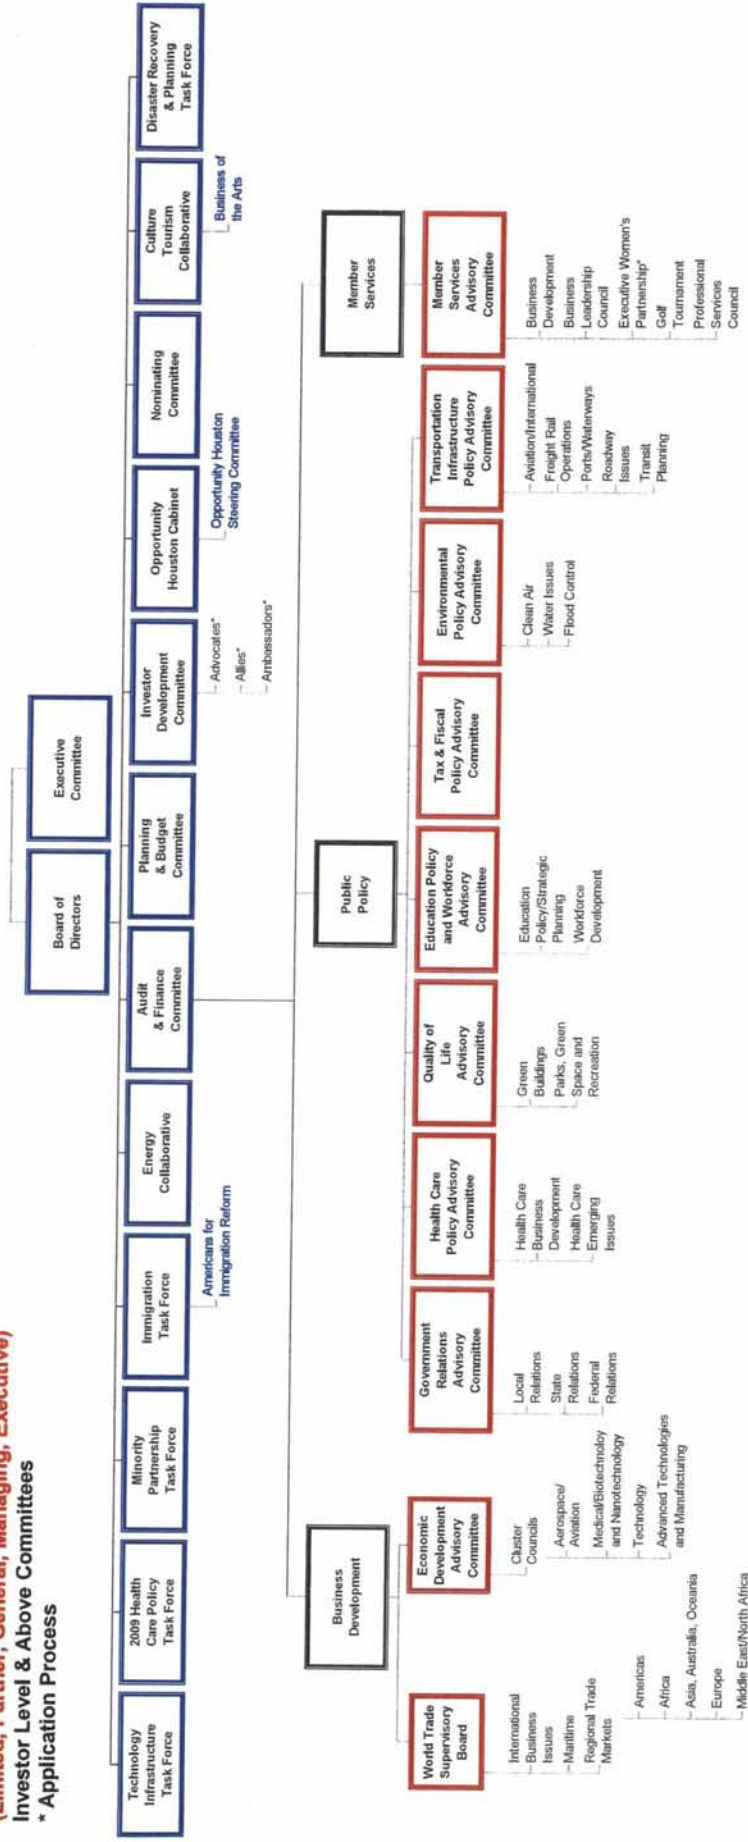 (Limited, Partner, General, Managing, Executive)
Investor Level & Above Committees
* Application Process
Board of
Directors
Executive
Committee
Technology
Infrastructure
Task Force
2009 Health
Care Policy
Task Force
Minority
Partnership
Task Force
Immigration
Task Force
Americans for
Immigration Reform
Energy
Collaborative
Audit
& Finance
Committee
Planning
& Budget
Committee
Investor
Development
Committee
Advocates*
Allies*
Ambassadors*
Opportunity
Houston Cabinet
Opportunity Houston
Steering Committee
Nominating
Committee
Culture
Tourism
Collaborative
Business of
the Arts
Disaster Recovery
& Planning
Task Force
Business
Development
Public
Policy
Member
Services
World Trade
Supervisory
Board
International
Business
Issues
Maritime
Regional Trade
Markets
Americas
Africa
Asia, Australia, Oceania
Europe
Middle East/North Africa
Economic
Development
Advisory
Committee
Cluster
Councils
Aerospace/
Aviation
Medical/Biotechnoloy
and Nanotechnology
Technology
Advanced Technologies
and Manufacturing
Government
Relations
Advisory
Committee
Local
Relations
State
Relations
Federal
Relations
Health Care
Policy Advisory
Committee
Health Care
Business
Development
Health Care
Emerging
Issues
Quality of
Life
Advisory
Committee
Green
Buildings
Parks, Green
Space and
Recreation
Education Policy
and Workforce
Advisory
Committee
Education
Policy/Strategic
Planning
Workforce
Development
Tax & Fiscal
Policy Advisory
Committee
Environmental
Policy Advisory
Committee
Clean Air
Water Issues
Flood Control
Transportation
Infrastructure
Policy Advisory
Committee
Aviation/International
Freight Rail
Operations
Ports/Waterways
Roadway
Issues
Transit
Planning
Member
Services
Advisory
Committee
Business
Development
Business
Leadership
Council
Executive Women's
Partnership*
Golf
Tournament
Professional
Services
Council